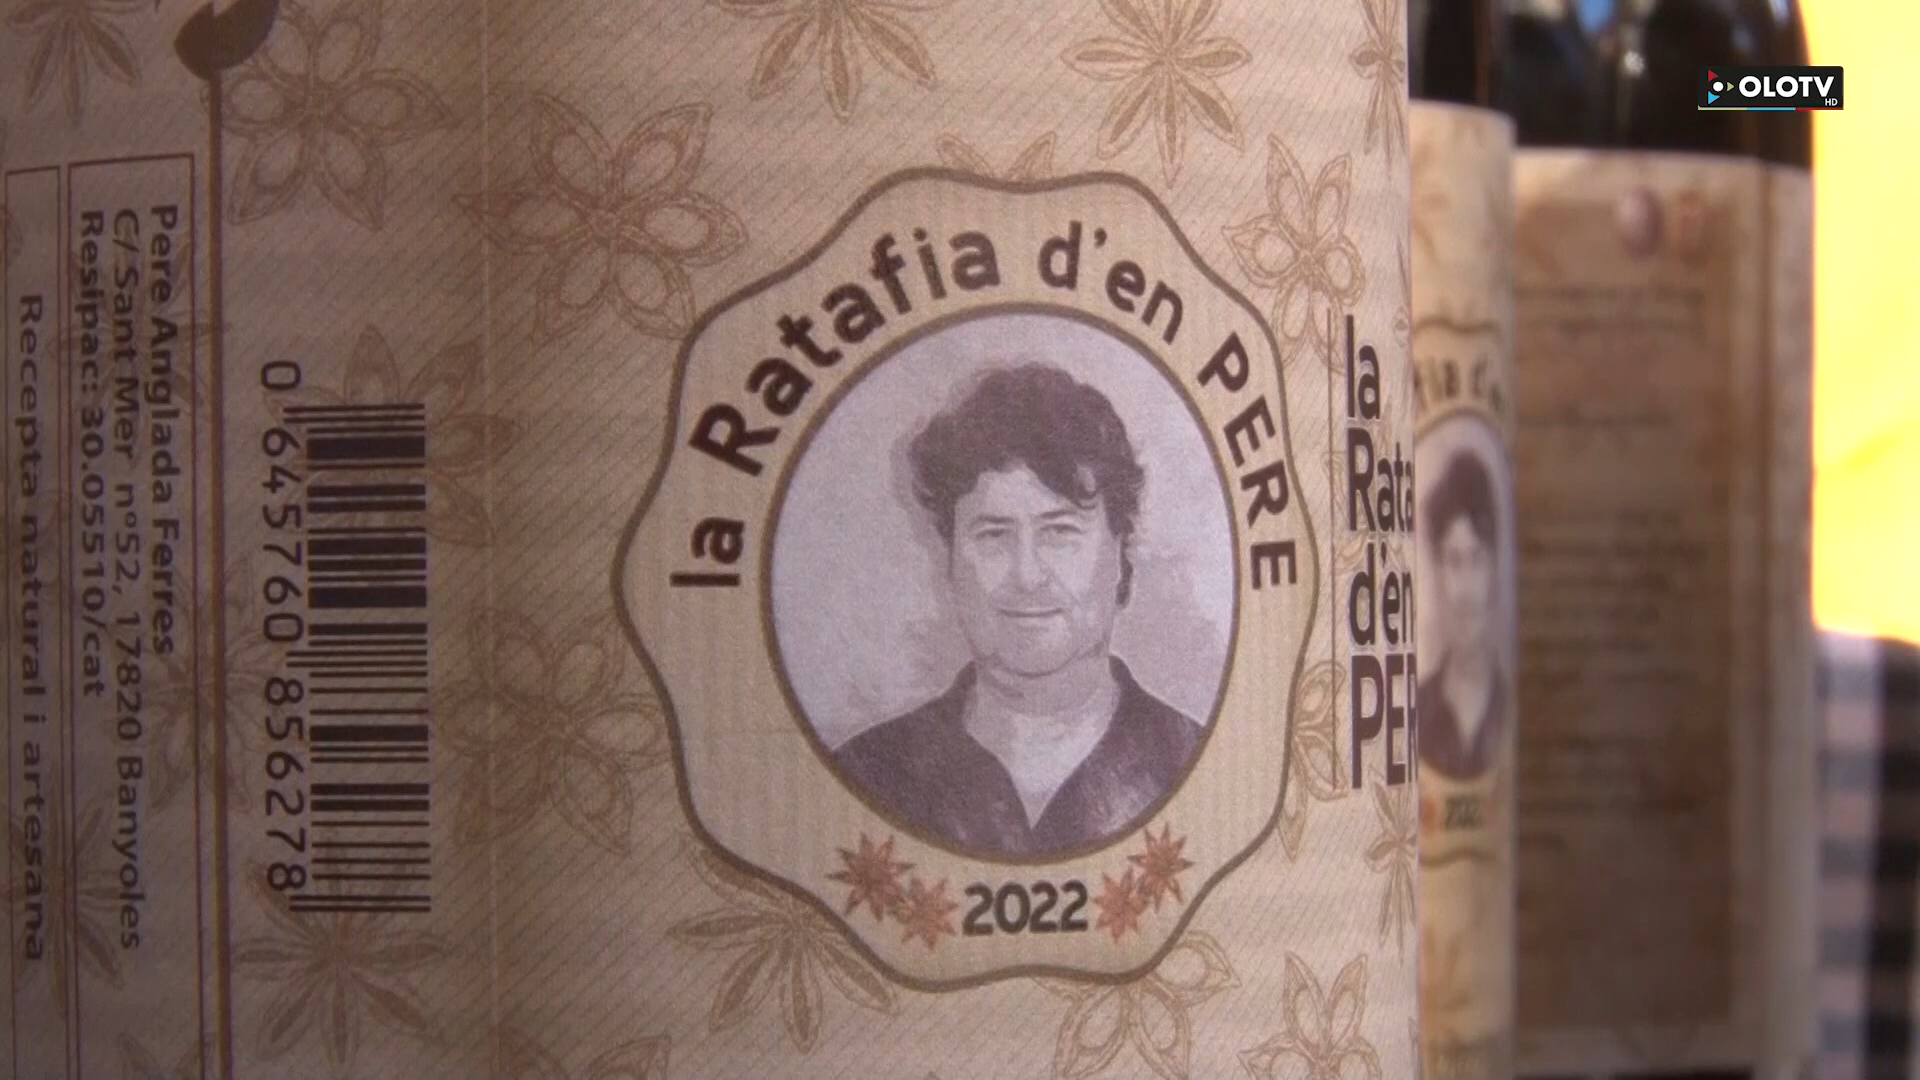 OLOTV
HD
la Ratafia d'en PERE
2022
Pere Anglada Ferres
C/ Sant Mer nº52, 17820 Banyoles
Resipac: 30.05510/cat
Recepta natural i artesana
0 645760 856278
la
Rata
d'en
PER
2022